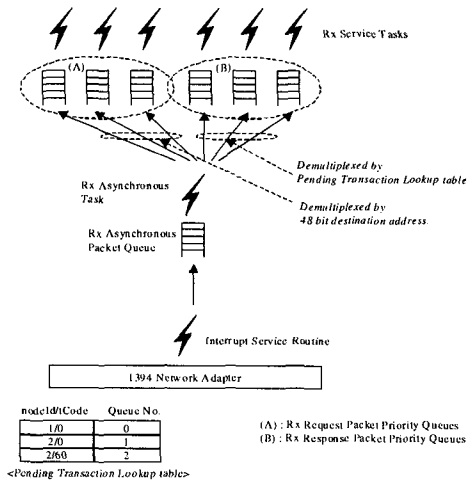 Rx Service Tasks
(A)
(B)
Demultiplexed by
Pending Transaction Lookup table
Rx Asynchronous
Task
Demultiplexed by
48 bit destination address
Rx Asynchronous
Packet Queue
Interrupt Service Routine
1394 Network Adapter
nodeId/tCode Queue No.
1/0 0
2/0 1
2/60 2
<Pending Transaction Lookup table>
(A) : Rx Request Packet Priority Queues
(B) : Rx Response Packet Priority Queues